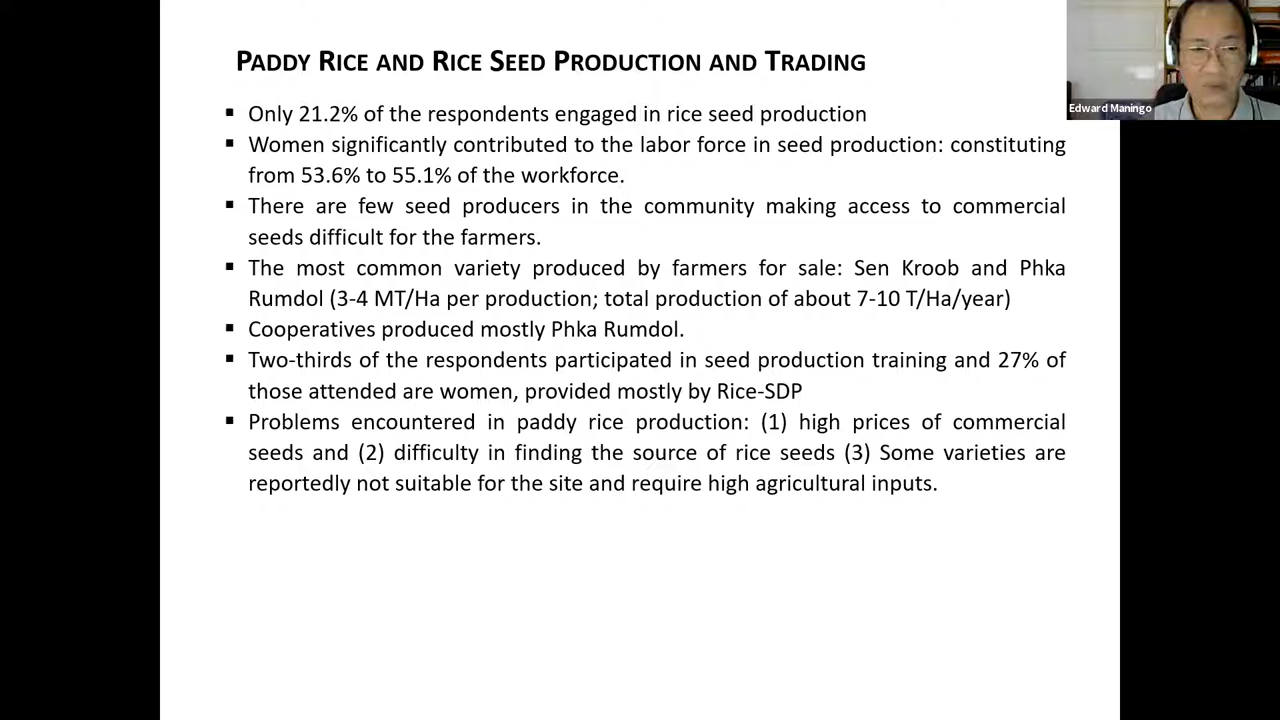 PADDY RICE AND RICE SEED PRODUCTION AND TRADING
Edward Maningo
▪ Only 21.2% of the respondents engaged in rice seed production
▪ Women significantly contributed to the labor force in seed production: constituting
from 53.6% to 55.1% of the workforce.
▪ There are few seed producers in the community making access to commercial
seeds difficult for the farmers.
▪ The most common variety produced by farmers for sale: Sen Kroob and Phka
Rumdol (3-4 MT/Ha per production; total production of about 7-10 T/Ha/year)
▪ Cooperatives produced mostly Phka Rumdol.
▪ Two-thirds of the respondents participated in seed production training and 27% of
those attended are women, provided mostly by Rice-SDP
▪ Problems encountered in paddy rice production: (1) high prices of commercial
seeds and (2) difficulty in finding the source of rice seeds (3) Some varieties are
reportedly not suitable for the site and require high agricultural inputs.